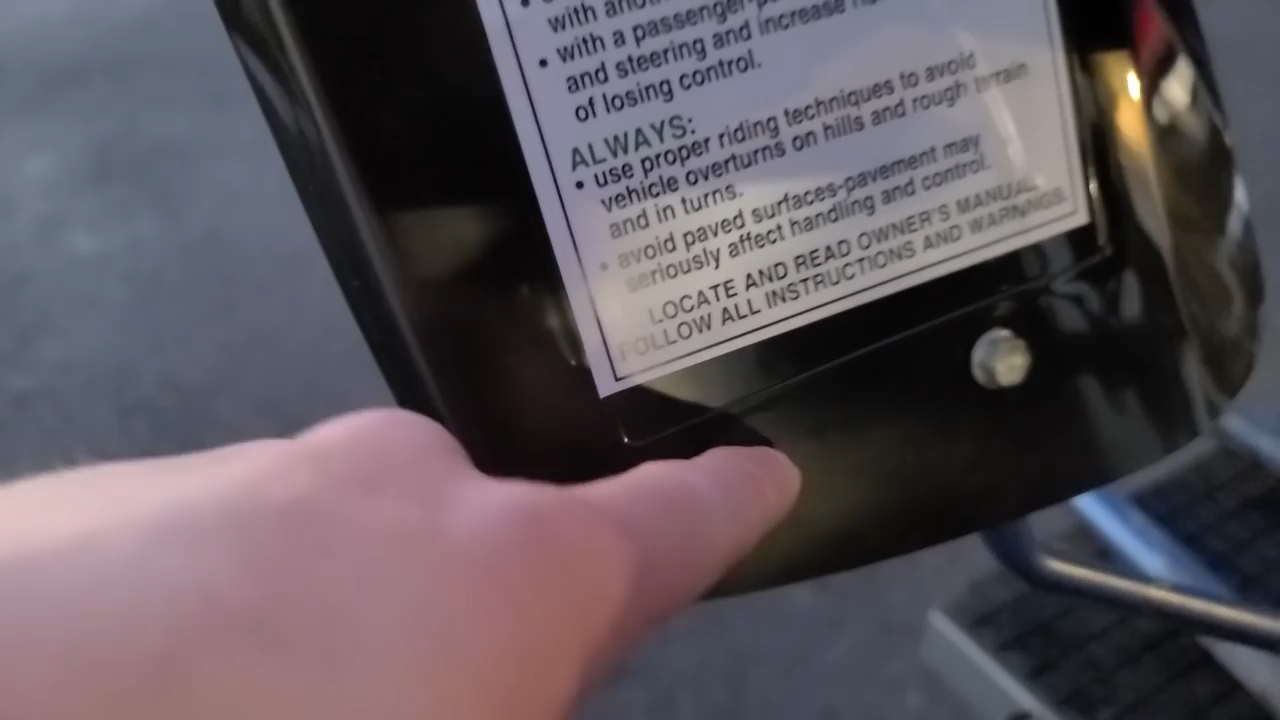 with
• with a passenger
and steering and increase
of losing control.
ALWAYS:
• use proper riding techniques to avoid
vehicle overturns on hills and rough terrain
and in turns.
• avoid paved surfaces-pavement may
seriously affect handling and control.
LOCATE AND READ OWNER'S MANUAL.
FOLLOW ALL INSTRUCTIONS AND WARNINGS.